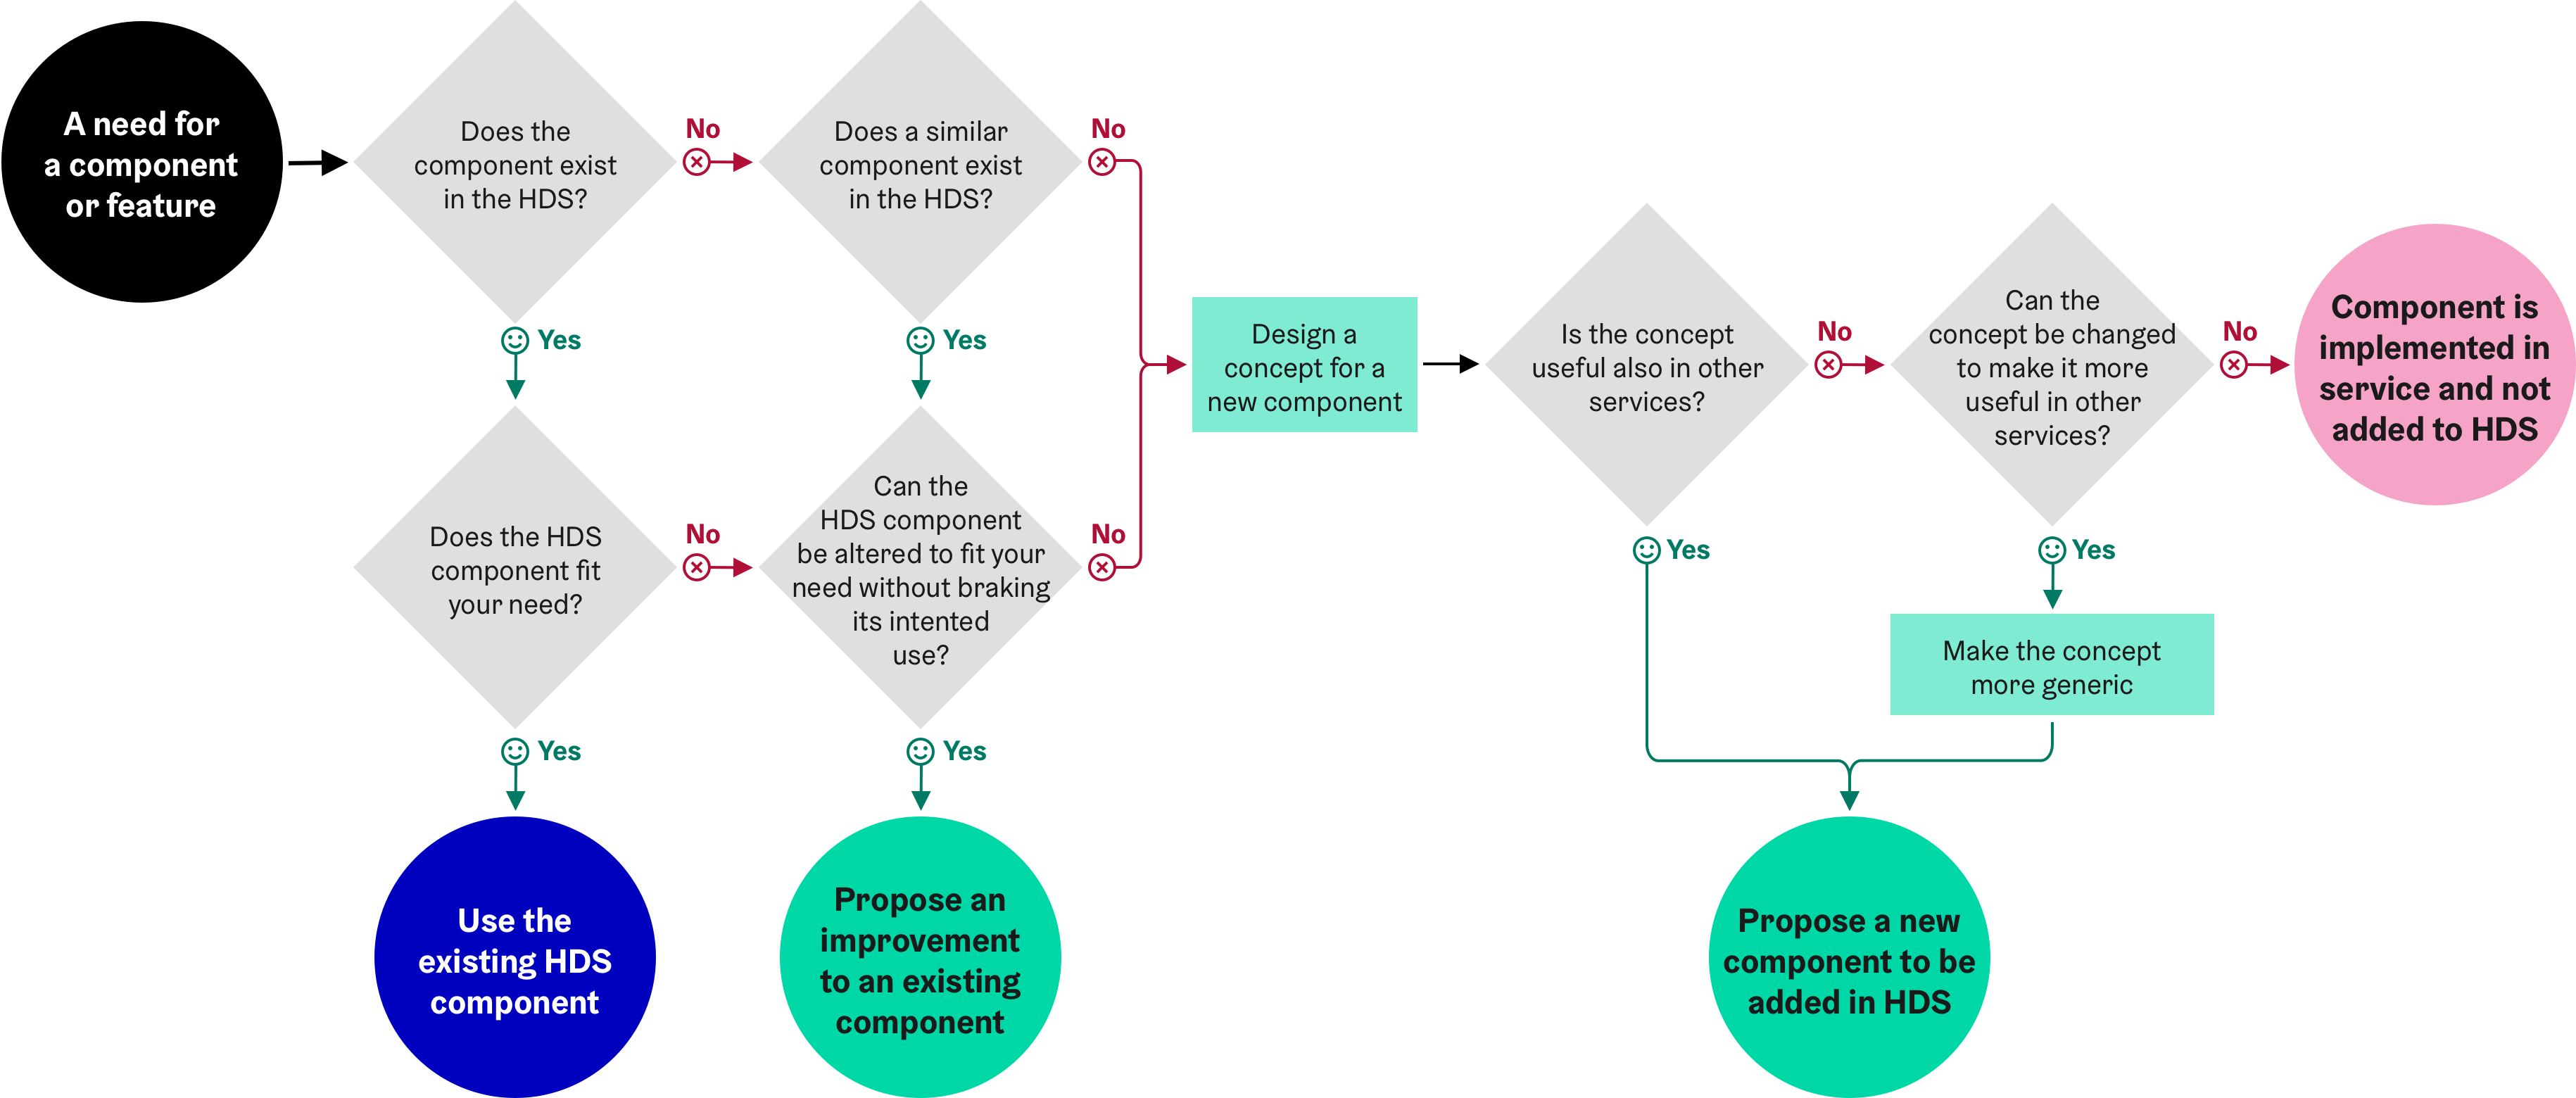 A need for
a component
or feature
Does the
component exist
in the HDS?
No
Does a similar
component exist
in the HDS?
No
Yes
Yes
Does the HDS
component fit
your need?
No
Can the
HDS component
be altered to fit your
need without braking
its intented
use?
No
Yes
Yes
Use the
existing HDS
component
Propose an
improvement
to an existing
component
Design a
concept for a
new component
Is the concept
useful also in other
services?
No
Can the
concept be changed
to make it more
useful in other
services?
No
Component is
implemented in
service and not
added to HDS
Yes
Yes
Make the concept
more generic
Propose a new
component to be
added in HDS